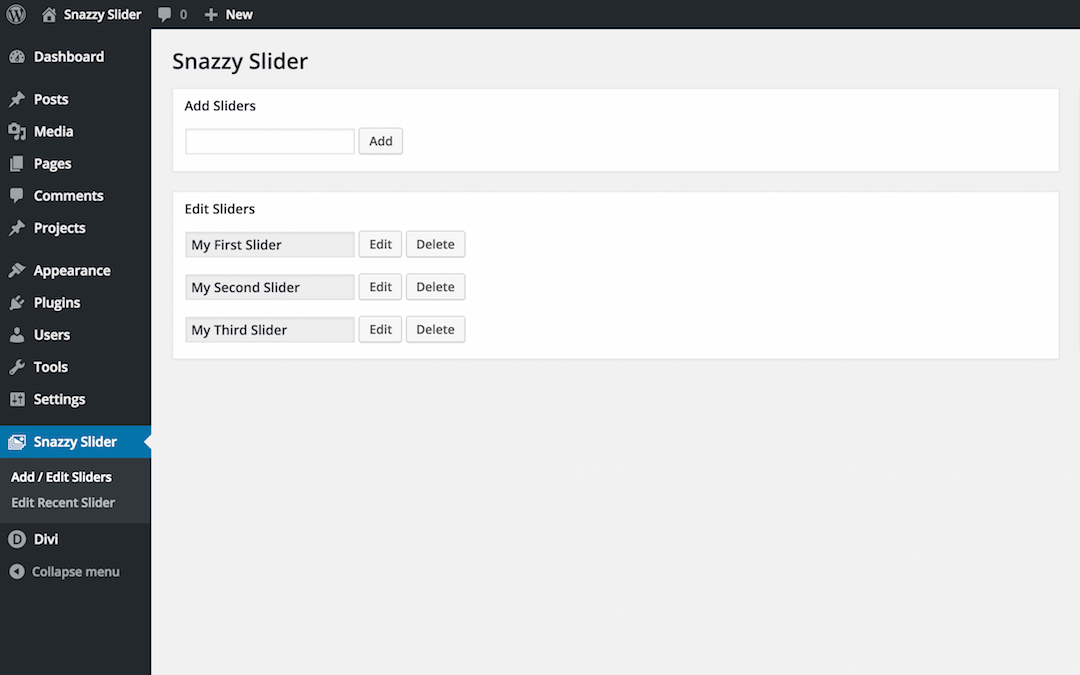 Snazzy Slider 0 New
Dashboard
Posts
Media
Pages
Comments
Projects
Appearance
Plugins
Users
Tools
Settings
Snazzy Slider
Add / Edit Sliders
Edit Recent Slider
Divi
Collapse menu
Snazzy Slider
Add Sliders
Add
Edit Sliders
My First Slider Edit Delete
My Second Slider Edit Delete
My Third Slider Edit Delete